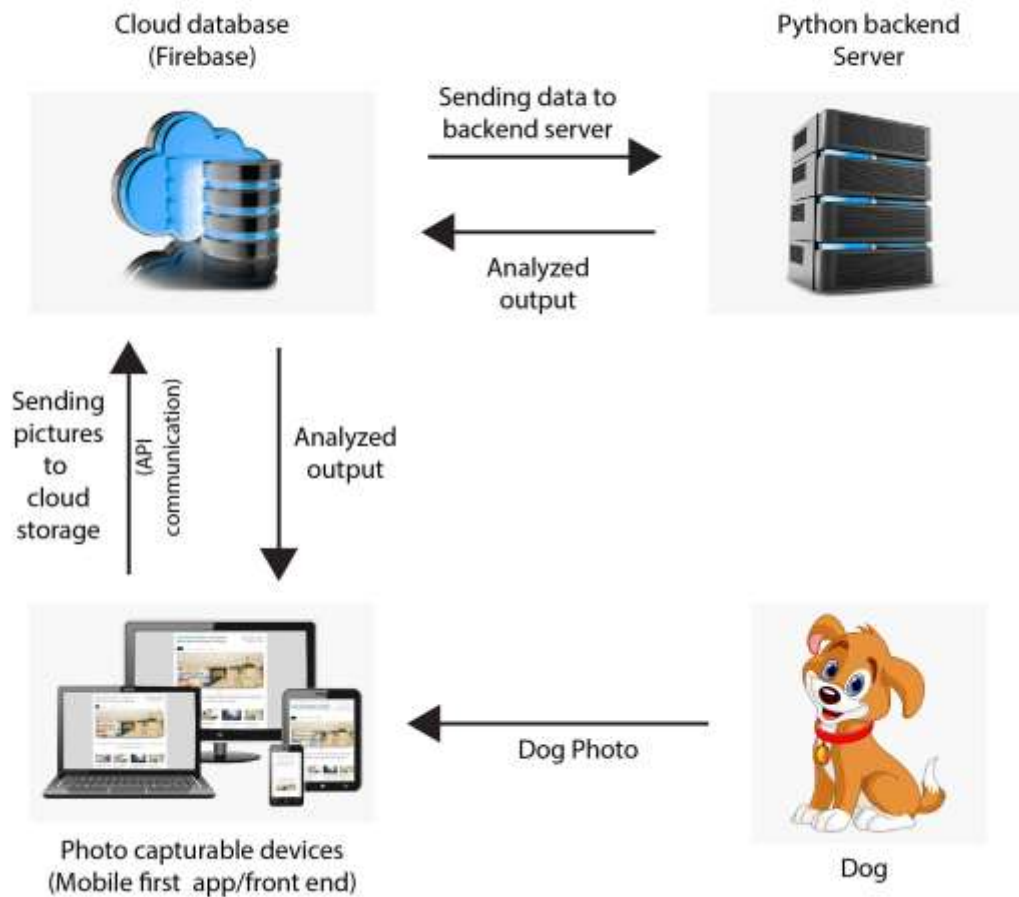 Cloud database
(Firebase)
Python backend
Server
Sending data to
backend server
Analyzed
output
Sending
pictures
to
cloud
storage
(API
communication)
Analyzed
output
Dog Photo
Photo capturable devices
(Mobile first app/front end)
Dog